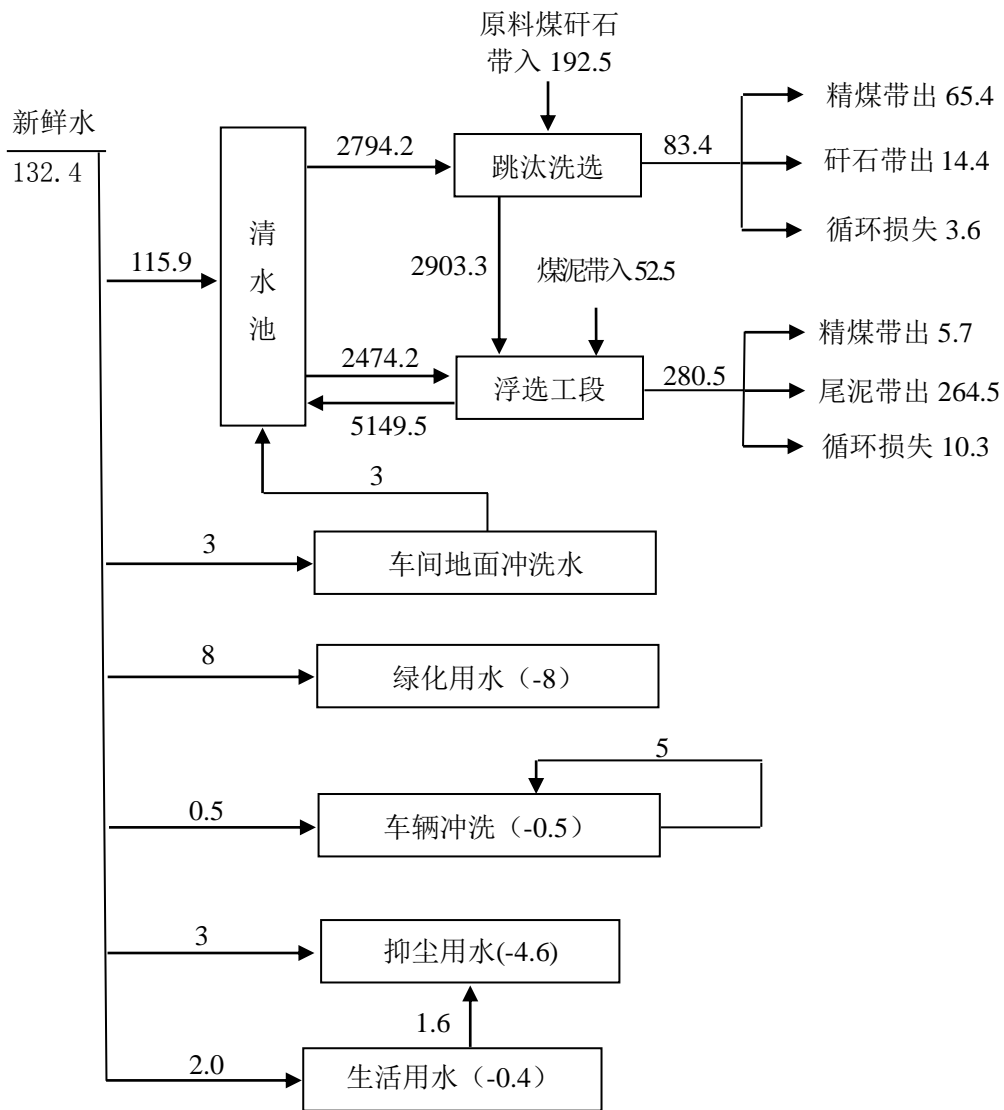 原料煤矸石
带入 192.5
新鲜水
132.4
清水池
2794.2
跳汰洗选
83.4
精煤带出 65.4
矸石带出 14.4
循环损失 3.6
115.9
2903.3
煤泥带入 52.5
2474.2
浮选工段
280.5
精煤带出 5.7
尾泥带出 264.5
循环损失 10.3
5149.5
3
3
车间地面冲洗水
8
绿化用水（-8）
5
0.5
车辆冲洗（-0.5）
3
抑尘用水(-4.6)
1.6
2.0
生活用水（-0.4）